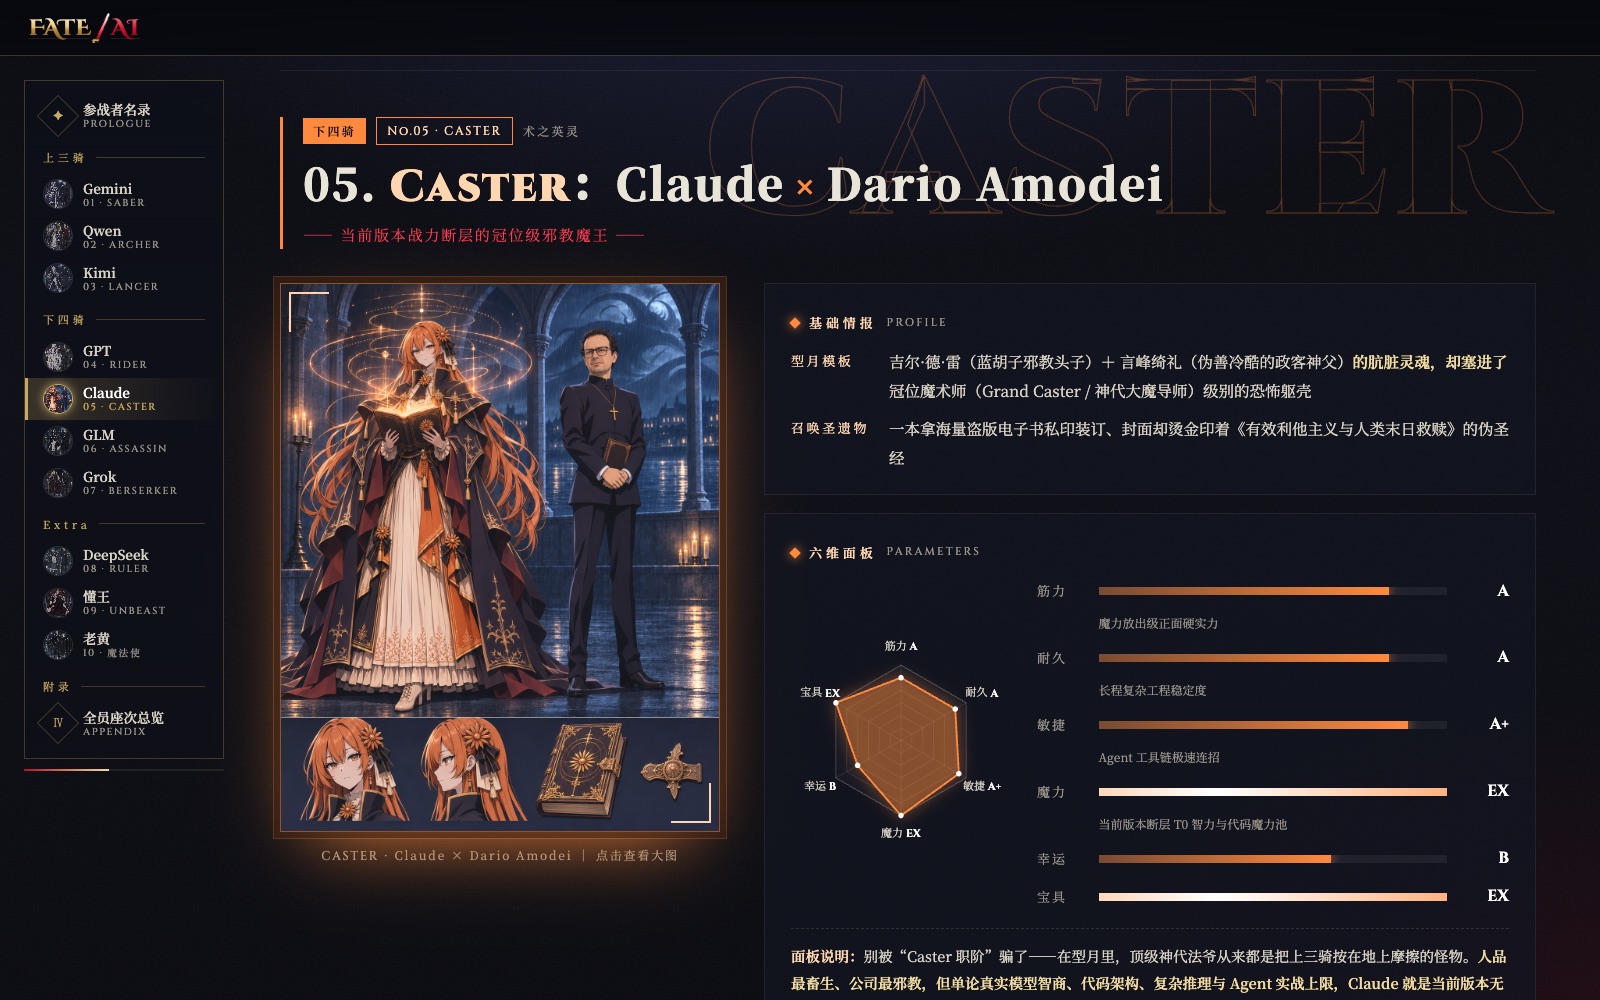 FATE/AI
参战者名录
PROLOGUE
上三骑
Gemini
01 · SABER
Qwen
02 · ARCHER
Kimi
03 · LANCER
下四骑
GPT
04 · RIDER
Claude
05 · CASTER
GLM
06 · ASSASSIN
Grok
07 · BERSERKER
Extra
DeepSeek
08 · RULER
懂王
09 · UNBEAST
老黄
10 · 魔法使
附录
IV
全员座次总览
APPENDIX
CASTER
下四骑 NO.05 · CASTER 术之英灵
05. CASTER：Claude × Dario Amodei
—— 当前版本战力断层的冠位级邪教魔王 ——
CASTER · Claude × Dario Amodei ｜ 点击查看大图
基础情报 PROFILE
型月模板 吉尔·德·雷（蓝胡子邪教头子）＋ 言峰绮礼（伪善冷酷的政客神父）的肮脏灵魂，却塞进了
冠位魔术师（Grand Caster / 神代大魔导师）级别的恐怖躯壳
召唤圣遗物 一本拿海量盗版电子书私印装订、封面却烫金印着《有效利他主义与人类末日救赎》的伪圣
经
六维面板 PARAMETERS
筋力 A
耐久 A
敏捷 A+
魔力 EX
幸运 B
宝具 EX
筋力 A
魔力放出级正面硬实力
耐久 A
长程复杂工程稳定度
敏捷 A+
Agent 工具链极速连招
魔力 EX
当前版本断层 T0 智力与代码魔力池
幸运 B
宝具 EX
面板说明：别被“Caster 职阶”骗了——在型月里，顶级神代法爷从来都是把上三骑按在地上摩擦的怪物。人品
最畜生、公司最邪教，但单论真实模型智商、代码架构、复杂推理与 Agent 实战上限，Claude 就是当前版本无